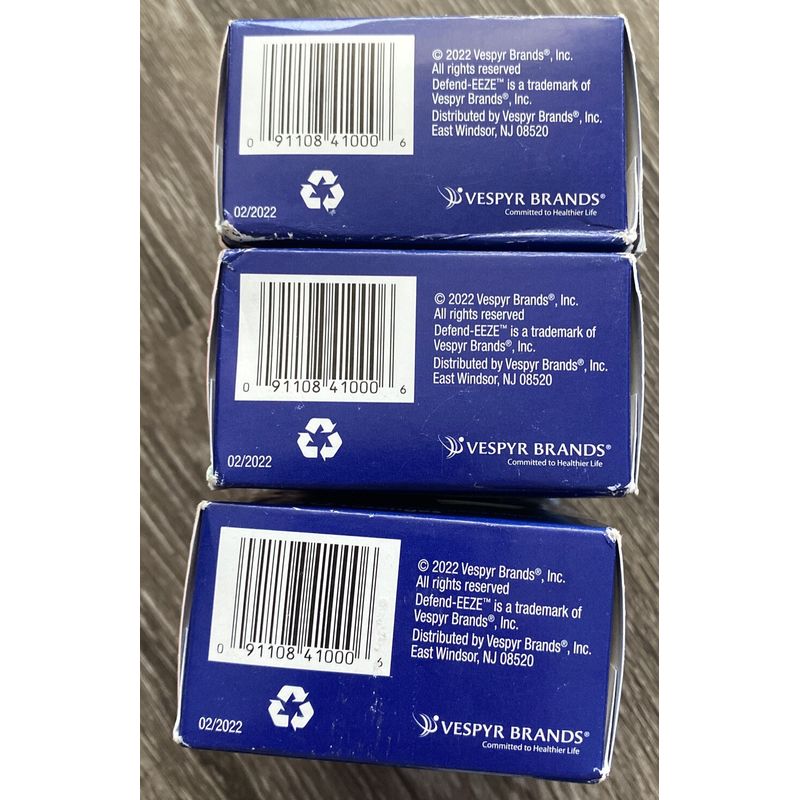 0 91108 41000 6
© 2022 Vespyr Brands®, Inc.
All rights reserved
Defend-EEZE™ is a trademark of
Vespyr Brands®, Inc.
Distributed by Vespyr Brands®, Inc.
East Windsor, NJ 08520
02/2022
VESPYR BRANDS®
Committed to Healthier Life
0 91108 41000 6
© 2022 Vespyr Brands®, Inc.
All rights reserved
Defend-EEZE™ is a trademark of
Vespyr Brands®, Inc.
Distributed by Vespyr Brands®, Inc.
East Windsor, NJ 08520
02/2022
VESPYR BRANDS®
Committed to Healthier Life
0 91108 41000 6
© 2022 Vespyr Brands®, Inc.
All rights reserved
Defend-EEZE™ is a trademark of
Vespyr Brands®, Inc.
Distributed by Vespyr Brands®, Inc.
East Windsor, NJ 08520
02/2022
VESPYR BRANDS®
Committed to Healthier Life